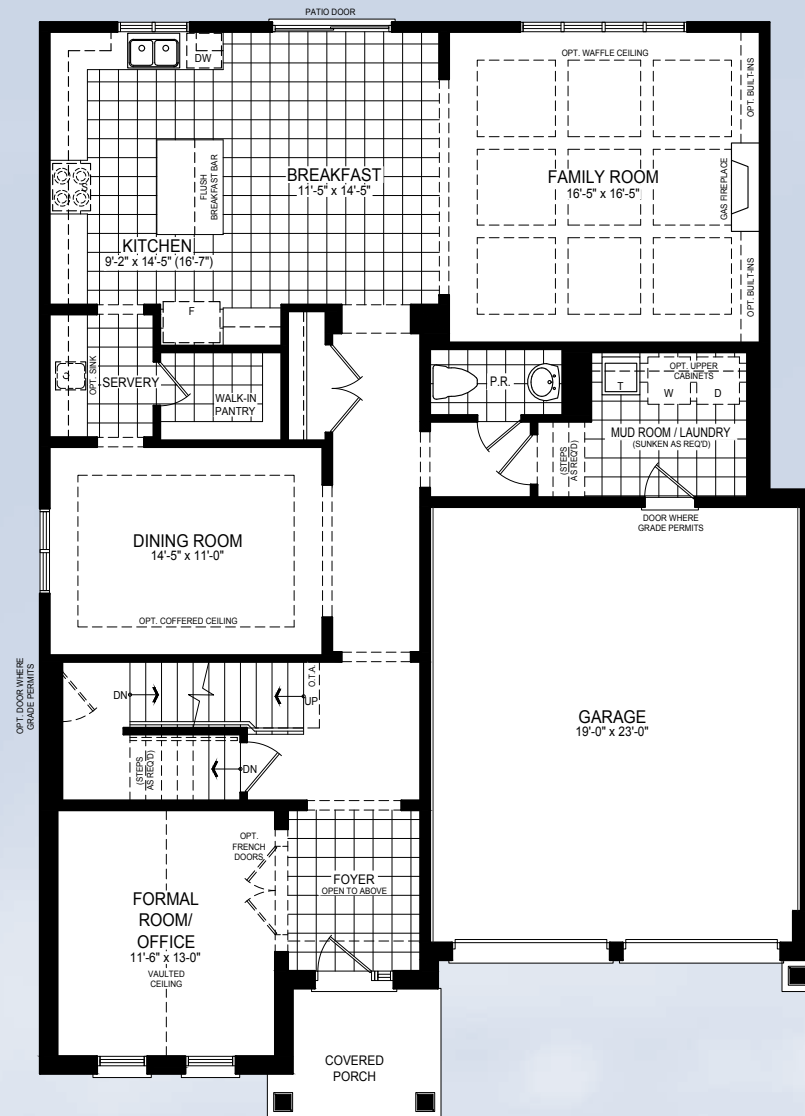 PATIO DOOR
DW
OPT. WAFFLE CEILING
OPT. BUILT-INS
FLUSH
BREAKFAST BAR
BREAKFAST
11'-5" x 14'-5"
FAMILY ROOM
16'-5" x 16'-5"
GAS FIREPLACE
KITCHEN
9'-2" x 14'-5" (16'-7")
OPT. BUILT-INS
F
OPT. SINK
SERVERY
WALK-IN
PANTRY
P.R.
T
OPT. UPPER
CABINETS
W
D
MUD ROOM / LAUNDRY
(SUNKEN AS REQ'D)
(STEPS
AS REQ'D)
DOOR WHERE
GRADE PERMITS
DINING ROOM
14'-5" x 11'-0"
OPT. COFFERED CEILING
OPT. DOOR WHERE
GRADE PERMITS
DN
UP
O.T.A.
(STEPS
AS REQ'D)
DN
GARAGE
19'-0" x 23'-0"
OPT.
FRENCH
DOORS
FOYER
OPEN TO ABOVE
FORMAL
ROOM/
OFFICE
11'-6" x 13'-0"
VAULTED
CEILING
COVERED
PORCH